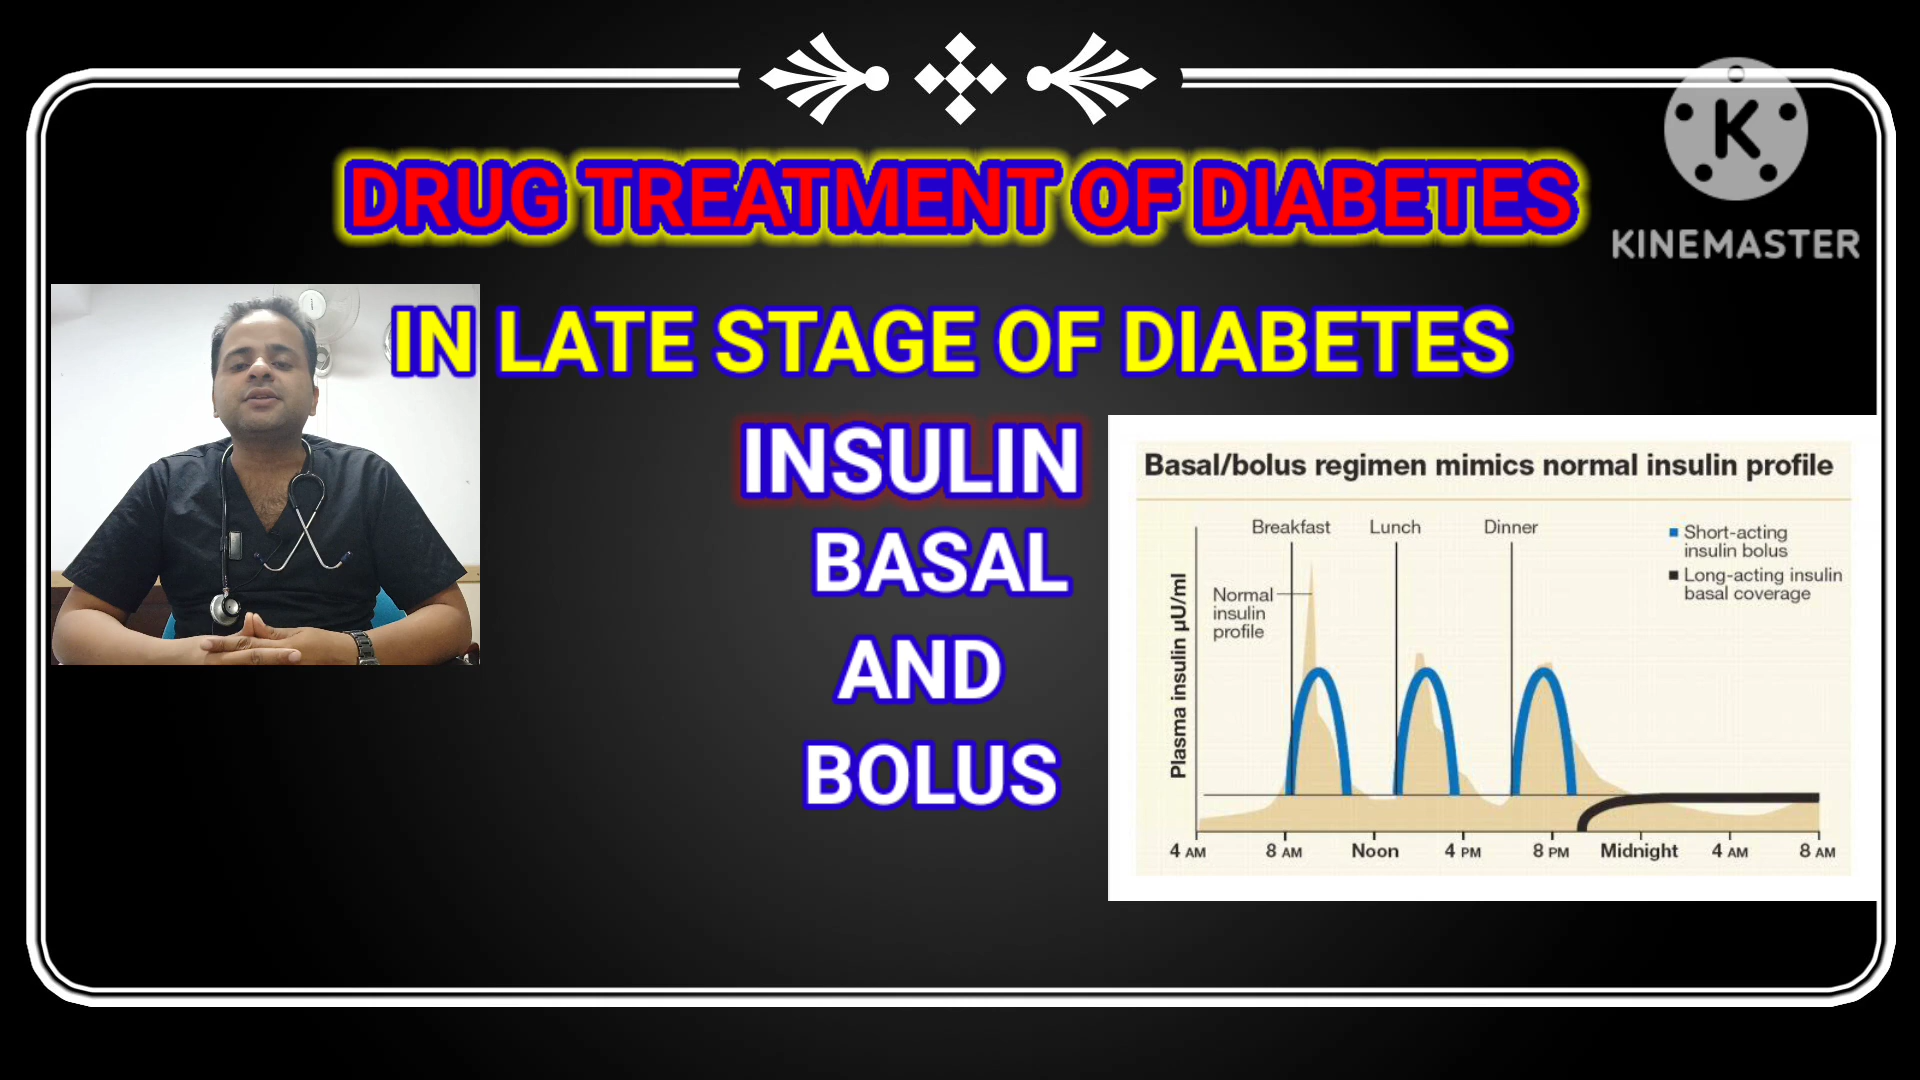 K
KINEMASTER
DRUG TREATMENT OF DIABETES
IN LATE STAGE OF DIABETES
INSULIN
BASAL
AND
BOLUS
Basal/bolus regimen mimics normal insulin profile
Breakfast Lunch Dinner
Short-acting
insulin bolus
Long-acting insulin
basal coverage
Normal
insulin
profile
Plasma insulin µU/ml
4 AM 8 AM Noon 4 PM 8 PM Midnight 4 AM 8 AM